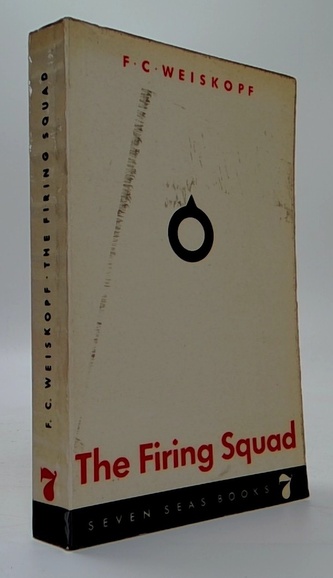 F·C·WEISKOPF
The Firing Squad
SEVEN SEAS BOOKS 7
F. C. WEISKOPF · THE FIRING SQUAD
7